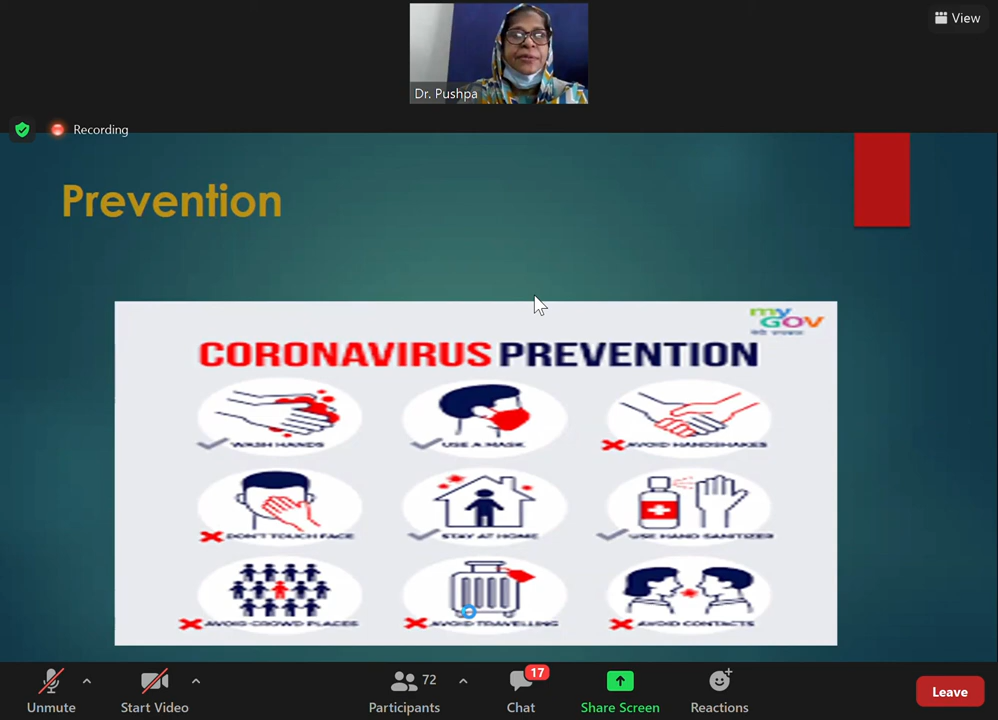 View
Dr. Pushpa
Recording
Prevention
my
GOV
CORONAVIRUS PREVENTION
WASH HANDS
USE A MASK
AVOID HANDSHAKES
DON'T TOUCH FACE
STAY AT HOME
USE HAND SANITIZER
AVOID CROWD PLACES
AVOID TRAVELLING
AVOID CONTACTS
72
17
Unmute
Start Video
Participants
Chat
Share Screen
Reactions
Leave